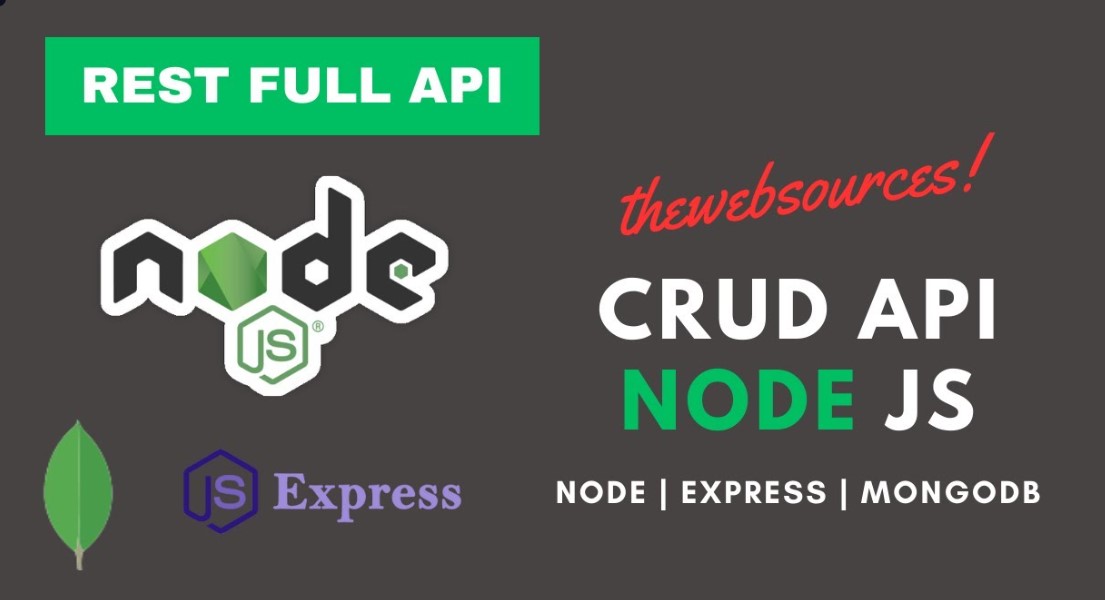 REST FULL API
thewebsources!
node
JS®
CRUD API
NODE JS
JS Express
NODE | EXPRESS | MONGODB